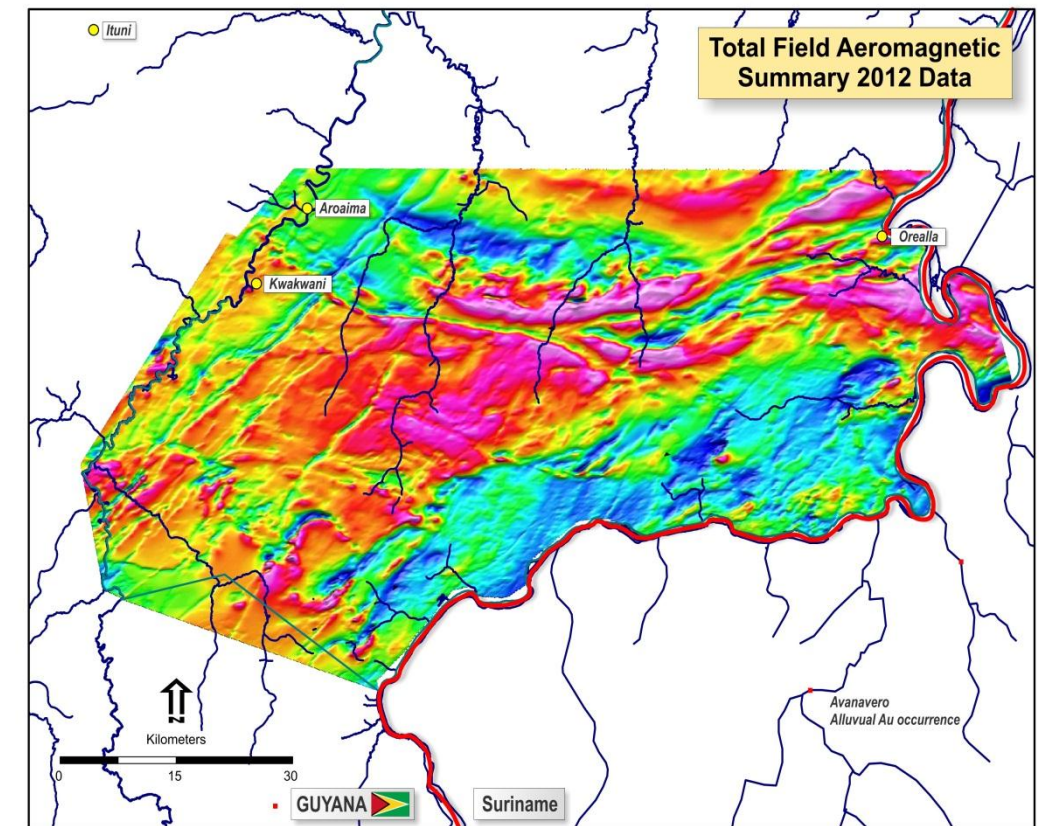 Ituni
Total Field Aeromagnetic
Summary 2012 Data
Aroaima
Orealla
Kwakwani
Avanavero
Alluvual Au occurrence
N
Kilometers
0 15 30
GUYANA
Suriname